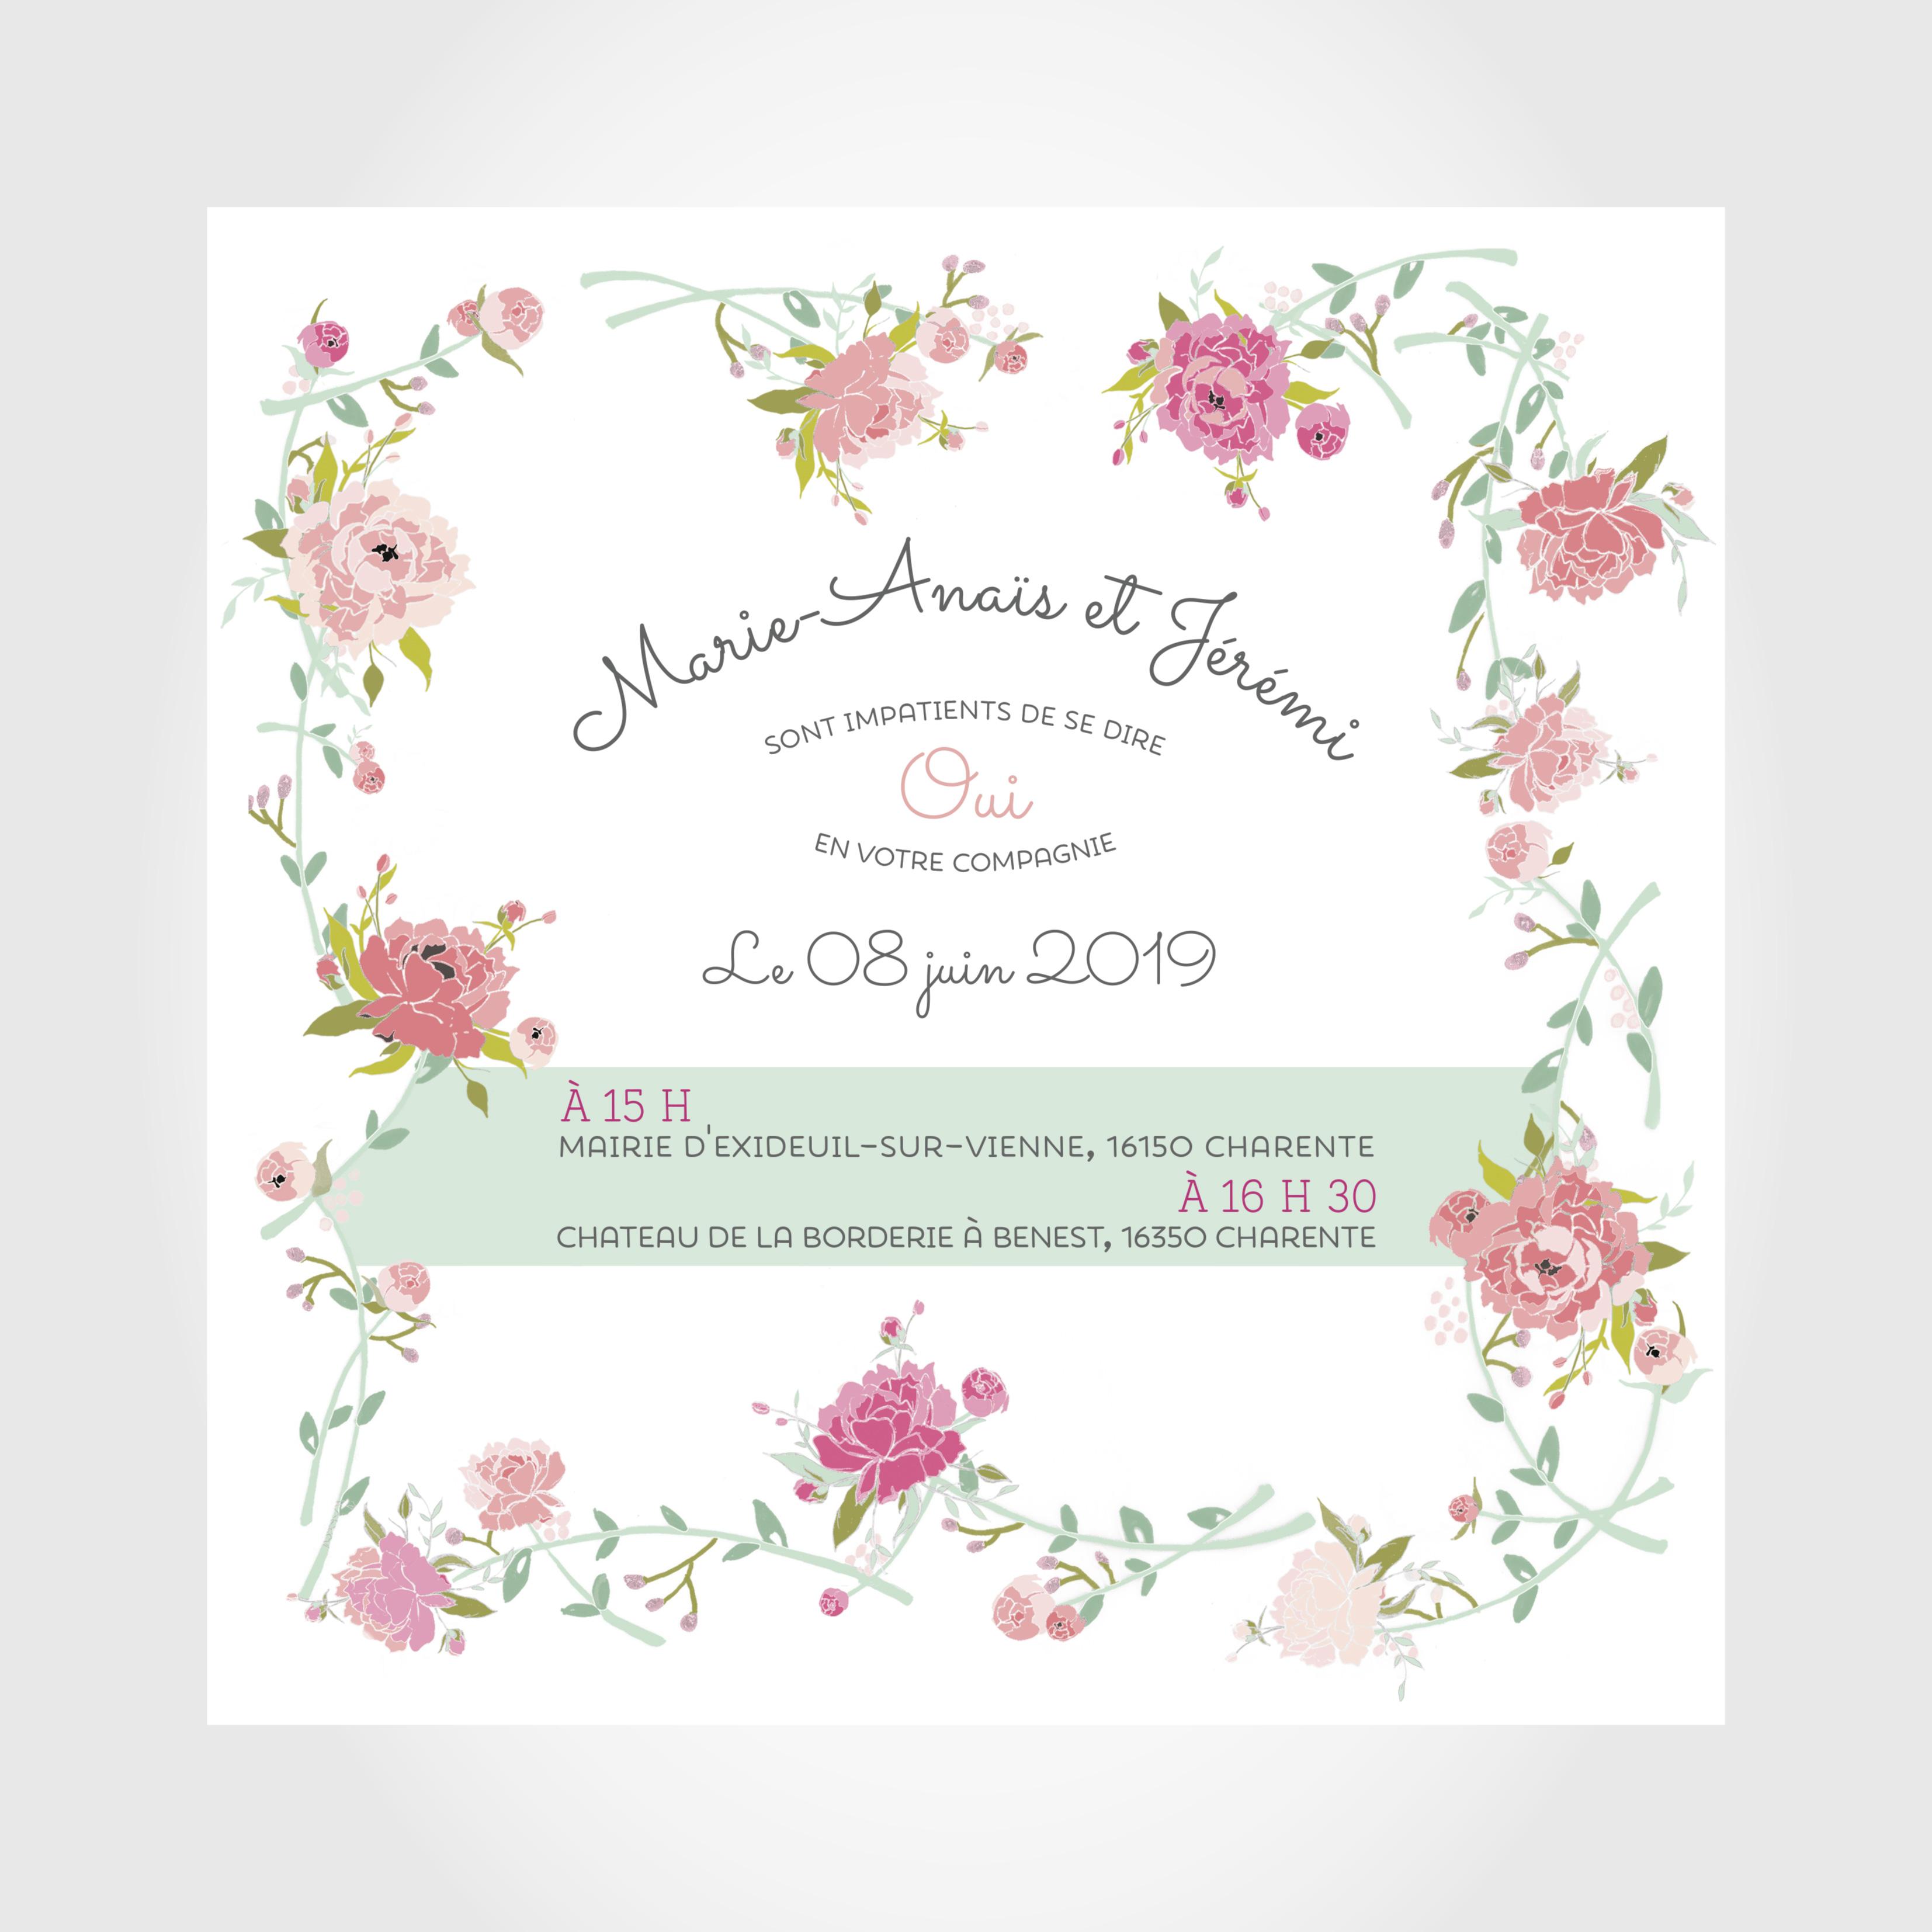 Marie-Anaïs et Jérémi
SONT IMPATIENTS DE SE DIRE
Oui
EN VOTRE COMPAGNIE
Le 08 juin 2019
À 15 H
MAIRIE D'EXIDEUIL-SUR-VIENNE, 16150 CHARENTE
À 16 H 30
CHATEAU DE LA BORDERIE À BENEST, 16350 CHARENTE